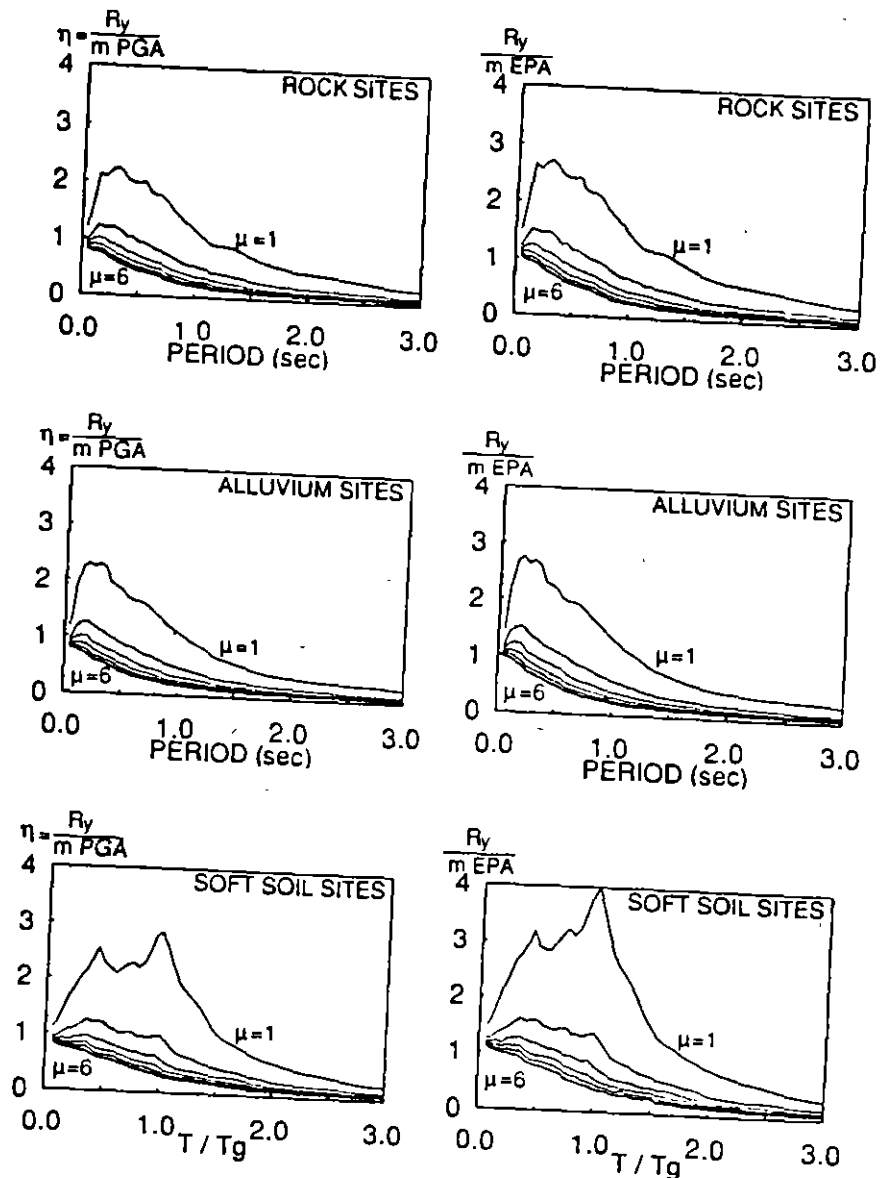 η = Ry / m PGA
4
ROCK SITES
3
2
1
μ=1
μ=6
0
0.0 1.0 2.0 3.0
PERIOD (sec)
Ry / m EPA
4
ROCK SITES
3
2
1
μ=1
μ=6
0
0.0 1.0 2.0 3.0
PERIOD (sec)
η = Ry / m PGA
4
ALLUVIUM SITES
3
2
1
μ=1
μ=6
0
0.0 1.0 2.0 3.0
PERIOD (sec)
Ry / m EPA
4
ALLUVIUM SITES
3
2
1
μ=1
μ=6
0
0.0 1.0 2.0 3.0
PERIOD (sec)
η = Ry / m PGA
4
SOFT SOIL SITES
3
2
1
μ=1
μ=6
0
0.0 1.0 2.0 3.0
T / Tg
Ry / m EPA
4
SOFT SOIL SITES
3
2
1
μ=1
μ=6
0
0.0 1.0 2.0 3.0
T / Tg